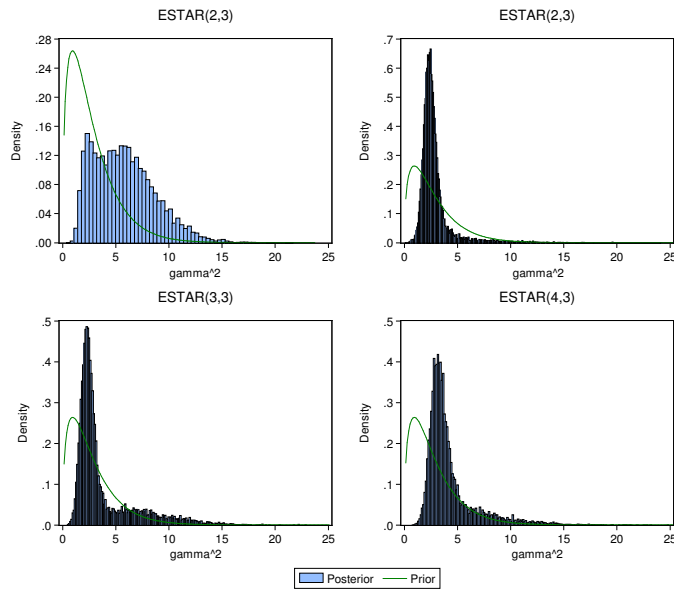 ESTAR(2,3)
ESTAR(2,3)
.28
.24
.20
.16
.12
.08
.04
.00
Density
0 5 10 15 20 25
gamma^2
.7
.6
.5
.4
.3
.2
.1
.0
Density
0 5 10 15 20 25
gamma^2
ESTAR(3,3)
ESTAR(4,3)
.5
.4
.3
.2
.1
.0
Density
0 5 10 15 20 25
gamma^2
.5
.4
.3
.2
.1
.0
Density
0 5 10 15 20 25
gamma^2
Posterior Prior